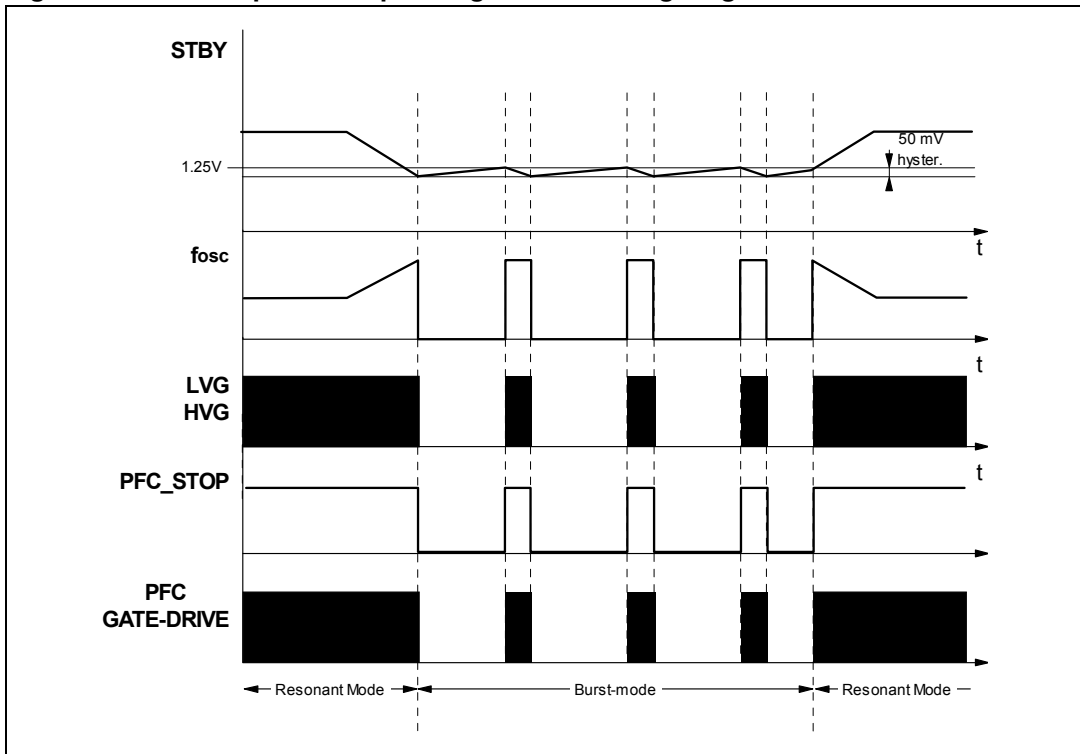 STBY
50 mV
hyster.
1.25V
t
fosc
t
LVG
HVG
t
PFC_STOP
PFC
GATE-DRIVE
Resonant Mode
Burst-mode
Resonant Mode